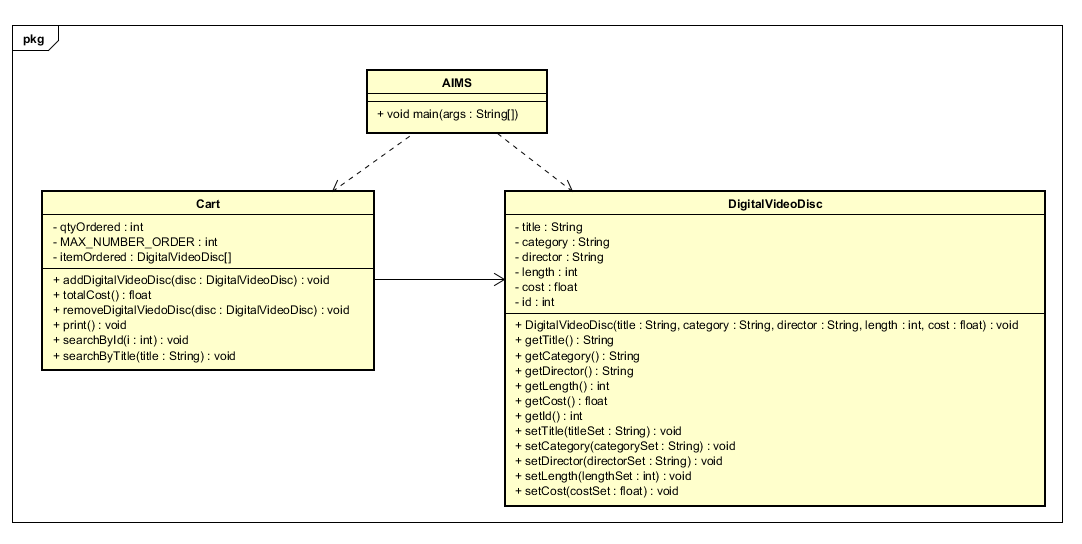 pkg
AIMS
+ void main(args : String[])
Cart
- qtyOrdered : int
- MAX_NUMBER_ORDER : int
- itemOrdered : DigitalVideoDisc[]
+ addDigitalVideoDisc(disc : DigitalVideoDisc) : void
+ totalCost() : float
+ removeDigitalViedoDisc(disc : DigitalVideoDisc) : void
+ print() : void
+ searchById(i : int) : void
+ searchByTitle(title : String) : void
DigitalVideoDisc
- title : String
- category : String
- director : String
- length : int
- cost : float
- id : int
+ DigitalVideoDisc(title : String, category : String, director : String, length : int, cost : float) : void
+ getTitle() : String
+ getCategory() : String
+ getDirector() : String
+ getLength() : int
+ getCost() : float
+ getId() : int
+ setTitle(titleSet : String) : void
+ setCategory(categorySet : String) : void
+ setDirector(directorSet : String) : void
+ setLength(lengthSet : int) : void
+ setCost(costSet : float) : void